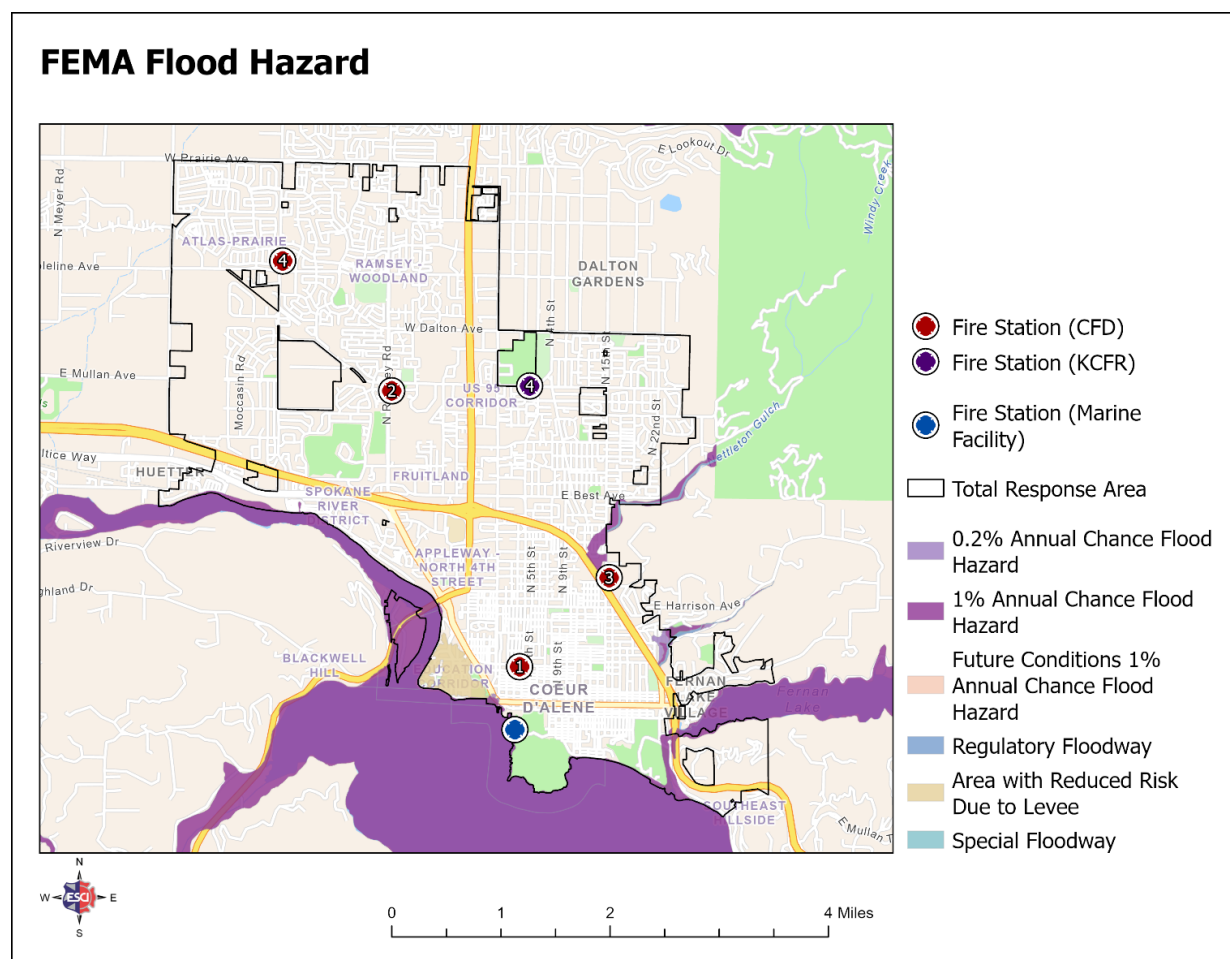 FEMA Flood Hazard
W Prairie Ave
E Lookout Dr
N Meyer Rd
Windy Creek
ATLAS-PRAIRIE
4
RAMSEY -
WOODLAND
DALTON
GARDENS
N 4th St
W Dalton Ave
N 15th St
E Mullan Ave
Moccasin Rd
2
US 95
CORRIDOR
4
N 22nd St
HUETTER
FRUITLAND
SPOKANE
RIVER
DISTRICT
E Best Ave
Riverview Dr
APPLEWAY -
NORTH 4TH
STREET
N 5th St
N 9th St
3
E Harrison Ave
BLACKWELL
HILL
1
N 9th St
COEUR
D'ALENE
FERNAN
LAKE
VILLAGE
Fernan
Lake
SOUTHEAST
HILLSIDE
E Mullan
Fire Station (CFD)
Fire Station (KCFR)
Fire Station (Marine
Facility)
Total Response Area
0.2% Annual Chance Flood
Hazard
1% Annual Chance Flood
Hazard
Future Conditions 1%
Annual Chance Flood
Hazard
Regulatory Floodway
Area with Reduced Risk
Due to Levee
Special Floodway
N
W
ESCI
E
S
0 1 2 4 Miles